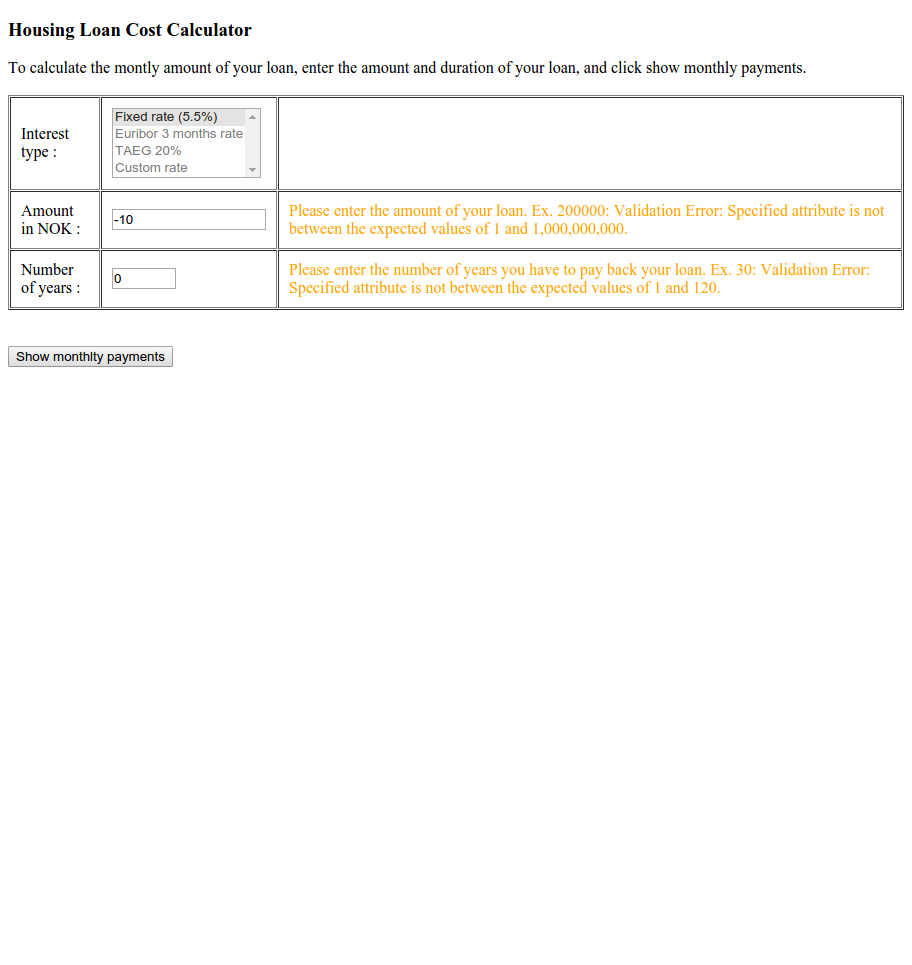 Housing Loan Cost Calculator
To calculate the montly amount of your loan, enter the amount and duration of your loan, and click show monthly payments.
Interest
type :
Fixed rate (5.5%)
Euribor 3 months rate
TAEG 20%
Custom rate
Amount
in NOK :
-10
Please enter the amount of your loan. Ex. 200000: Validation Error: Specified attribute is not
between the expected values of 1 and 1,000,000,000.
Number
of years :
0
Please enter the number of years you have to pay back your loan. Ex. 30: Validation Error:
Specified attribute is not between the expected values of 1 and 120.
Show monthlty payments